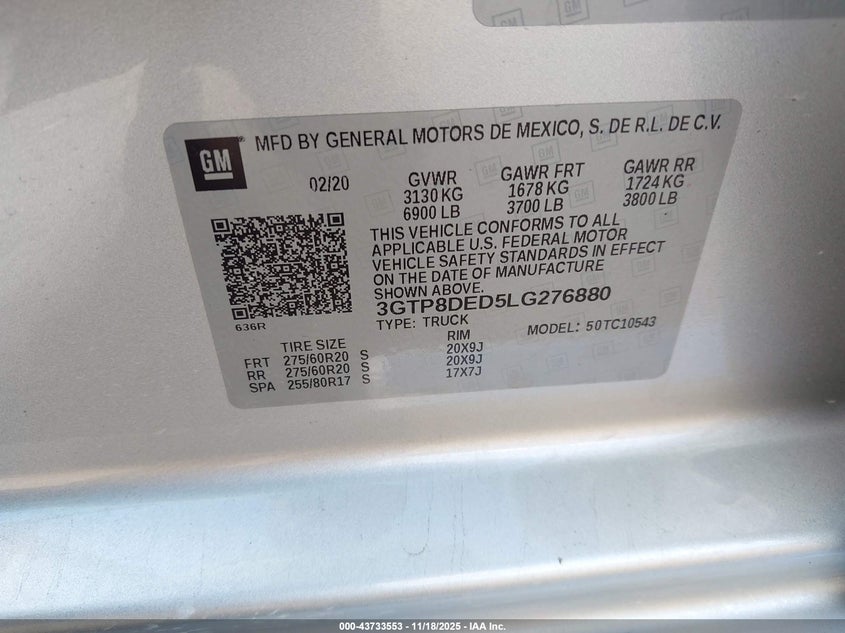 GM
MFD BY GENERAL MOTORS DE MEXICO, S. DE R.L. DE C.V.
02/20
GVWR GAWR FRT GAWR RR
3130 KG 1678 KG 1724 KG
6900 LB 3700 LB 3800 LB
THIS VEHICLE CONFORMS TO ALL
APPLICABLE U.S. FEDERAL MOTOR
VEHICLE SAFETY STANDARDS IN EFFECT
ON THE DATE OF MANUFACTURE
SHOWN ABOVE.
3GTP8DED5LG276880
TYPE: TRUCK MODEL: 50TC10543
636R
TIRE SIZE RIM
FRT 275/60R20 S 20X9J
RR 275/60R20 S 20X9J
SPA 255/80R17 S 17X7J
000-43733553 — 11/18/2025 — IAA Inc.